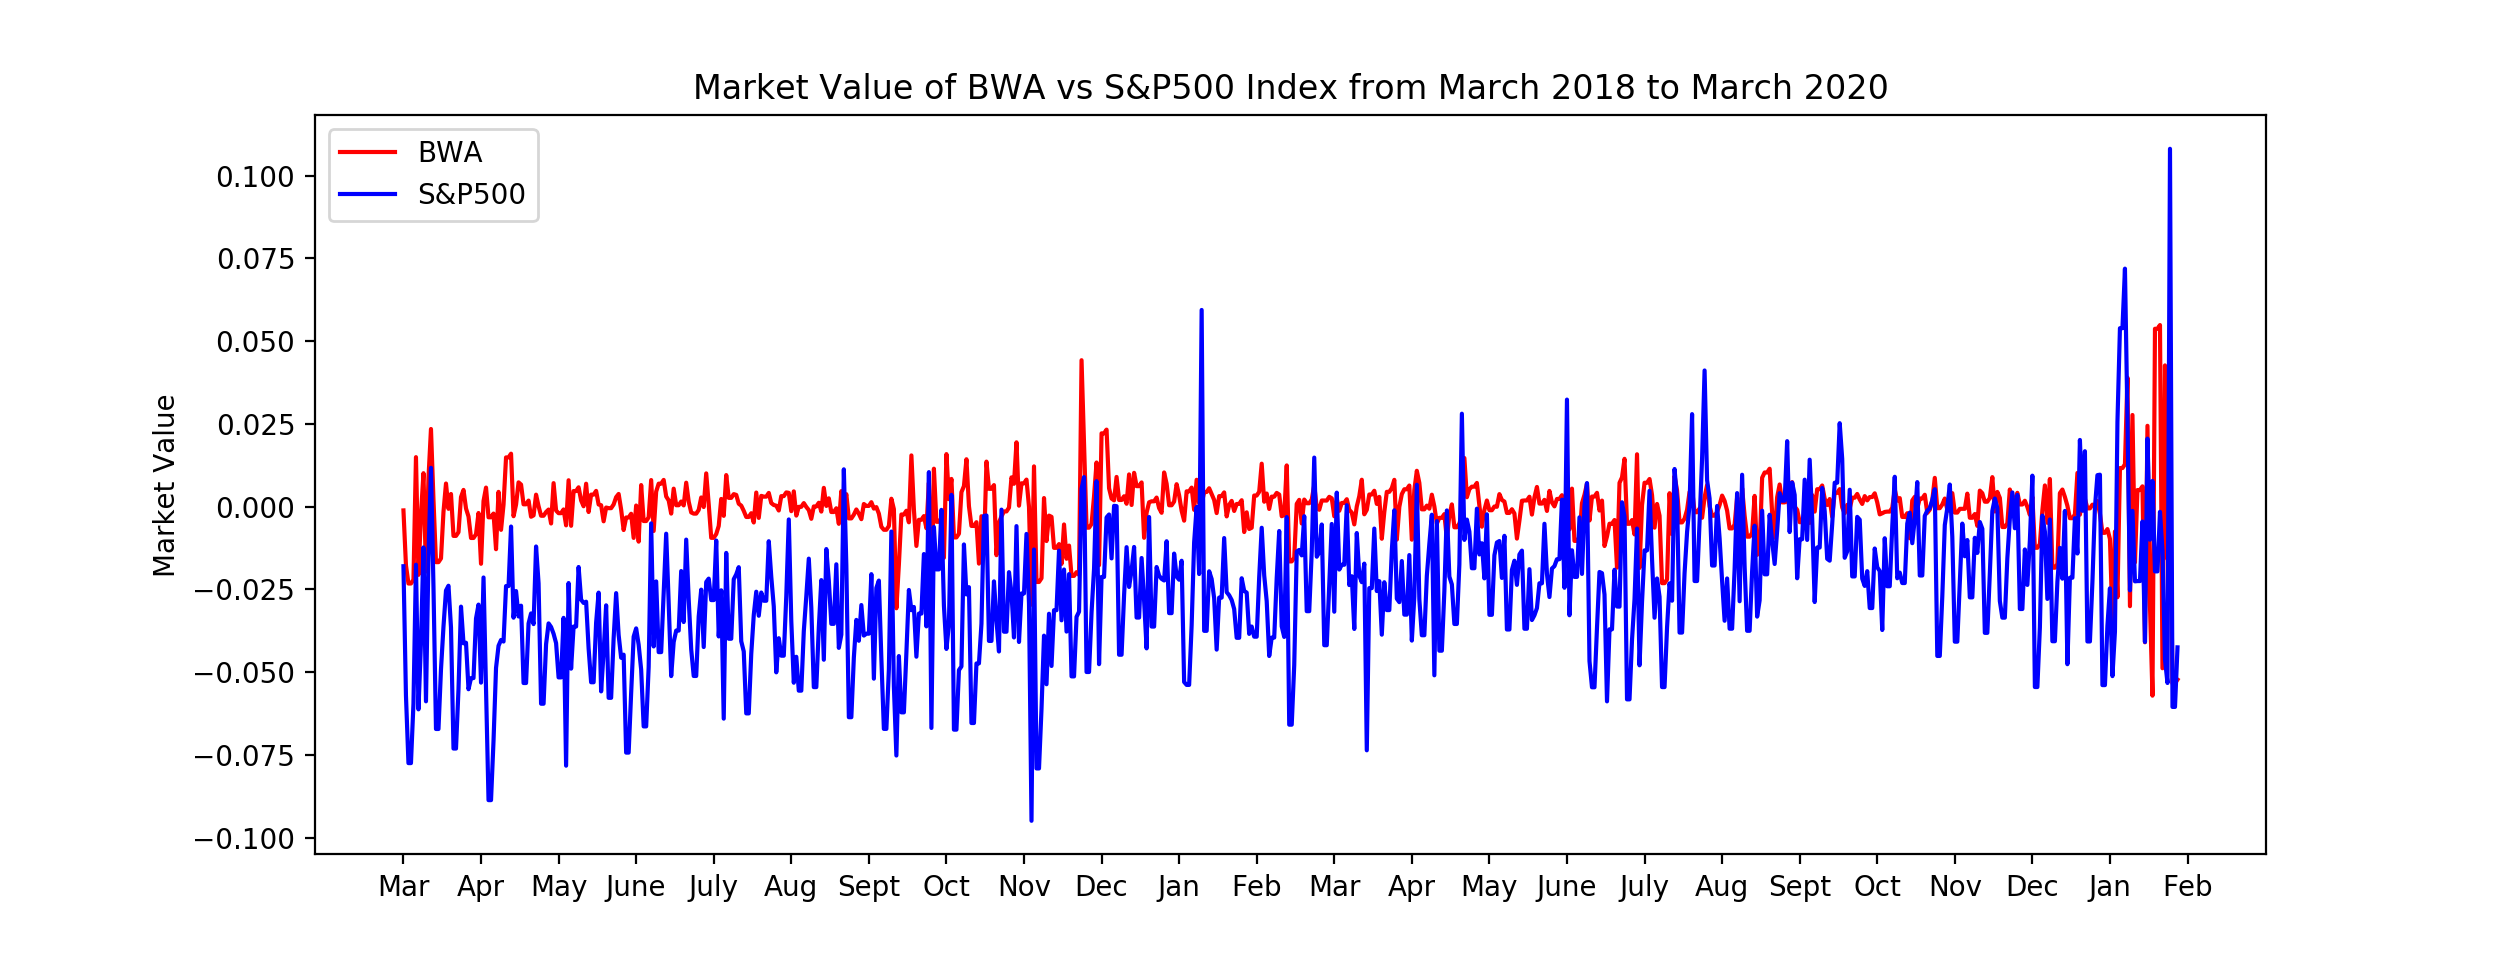 Market Value of BWA vs S&P500 Index from March 2018 to March 2020
BWA
S&P500
Market Value
0.100
0.075
0.050
0.025
0.000
−0.025
−0.050
−0.075
−0.100
Mar Apr May June July Aug Sept Oct Nov Dec Jan Feb Mar Apr May June July Aug Sept Oct Nov Dec Jan Feb